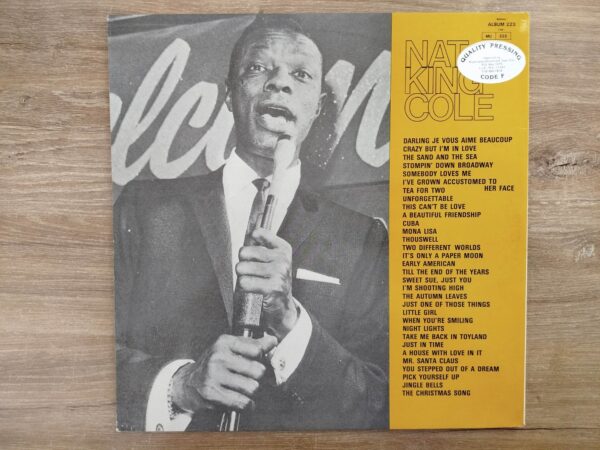 ALBUM 223
NAT
KING
COLE
QUALITY PRESSING
CODE P
DARLING JE VOUS AIME BEAUCOUP
CRAZY BUT I'M IN LOVE
THE SAND AND THE SEA
STOMPIN' DOWN BROADWAY
SOMEBODY LOVES ME
I'VE GROWN ACCUSTOMED TO
HER FACE
TEA FOR TWO
UNFORGETTABLE
THIS CAN'T BE LOVE
A BEAUTIFUL FRIENDSHIP
CUBA
MONA LISA
THOUSWELL
TWO DIFFERENT WORLDS
IT'S ONLY A PAPER MOON
EARLY AMERICAN
TILL THE END OF THE YEARS
SWEET SUE, JUST YOU
I'M SHOOTING HIGH
THE AUTUMN LEAVES
JUST ONE OF THOSE THINGS
LITTLE GIRL
WHEN YOU'RE SMILING
NIGHT LIGHTS
TAKE ME BACK IN TOYLAND
JUST IN TIME
A HOUSE WITH LOVE IN IT
MR. SANTA CLAUS
YOU STEPPED OUT OF A DREAM
PICK YOURSELF UP
JINGLE BELLS
THE CHRISTMAS SONG